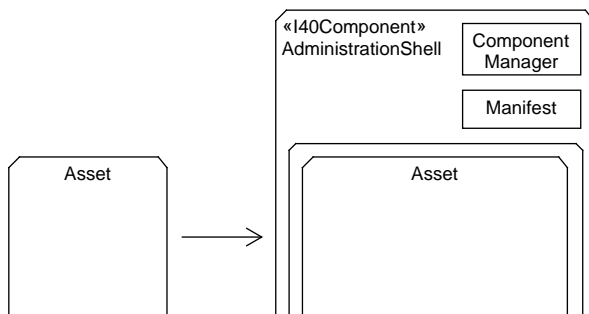 «I40Component»
AdministrationShell
Component
Manager
Manifest
Asset
Asset